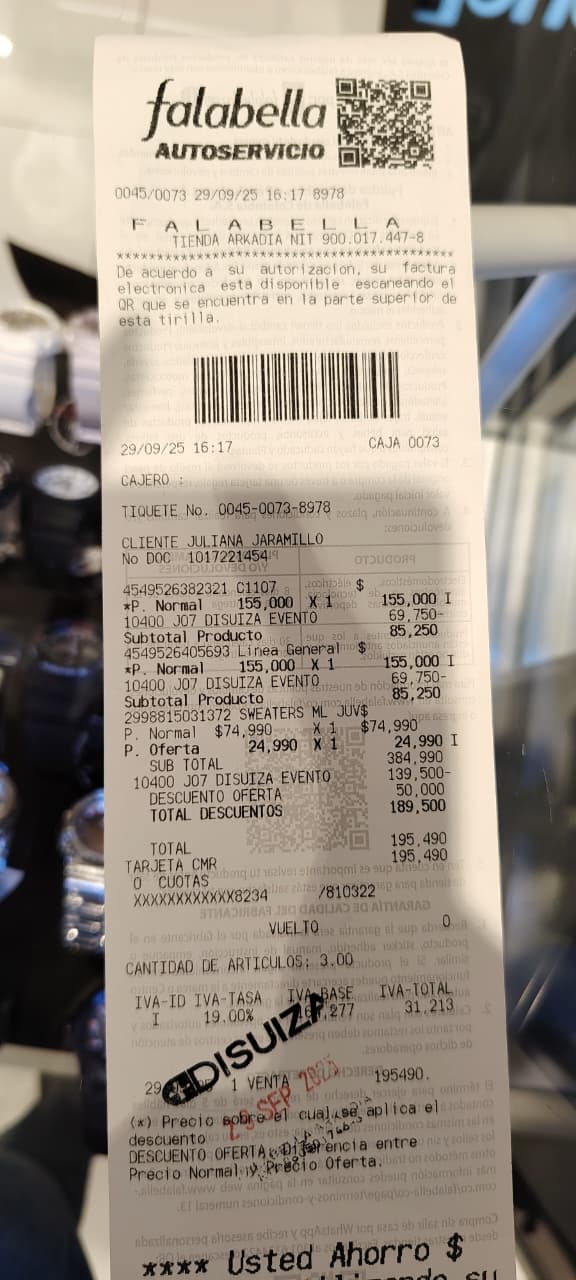 falabella
AUTOSERVICIO
0045/0073 29/09/25 16:17 8978
F A L A B E L L A
TIENDA ARKADIA NIT 900.017.447-8
************************************************
De acuerdo a su autorizacion, su factura
electronica esta disponible escaneando el
QR que se encuentra en la parte superior de
esta tirilla.
29/09/25 16:17 CAJA 0073
CAJERO :
TIQUETE No. 0045-0073-8978
CLIENTE JULIANA JARAMILLO
No DOC 1017221454
4549526382321 C1107 $
*P. Normal 155,000 X 1 155,000 I
10400 J07 DISUIZA EVENTO 69,750-
Subtotal Producto 85,250
4549526405693 Linea General $
*P. Normal 155,000 X 1 155,000 I
10400 J07 DISUIZA EVENTO 69,750-
Subtotal Producto 85,250
2998815031372 SWEATERS ML JUV$
P. Normal $74,990 X 1 $74,990
P. Oferta 24,990 X 1 24,990 I
SUB TOTAL 384,990
10400 J07 DISUIZA EVENTO 139,500-
DESCUENTO OFERTA 50,000
TOTAL DESCUENTOS 189,500
TOTAL 195,490
TARJETA CMR 195,490
0 CUOTAS
XXXXXXXXXXXX8234 /810322
VUELTO 0
CANTIDAD DE ARTICULOS: 3.00
IVA-ID IVA-TASA IVA-BASE IVA-TOTAL
I 19.00% 31,213
DISUIZA
1 VENTA 195490.
29 SEP 2025
(*) Precio sobre el cual se aplica el
descuento
DESCUENTO OFERTA: Diferencia entre
Precio Normal y Precio Oferta.
**** Usted Ahorro $